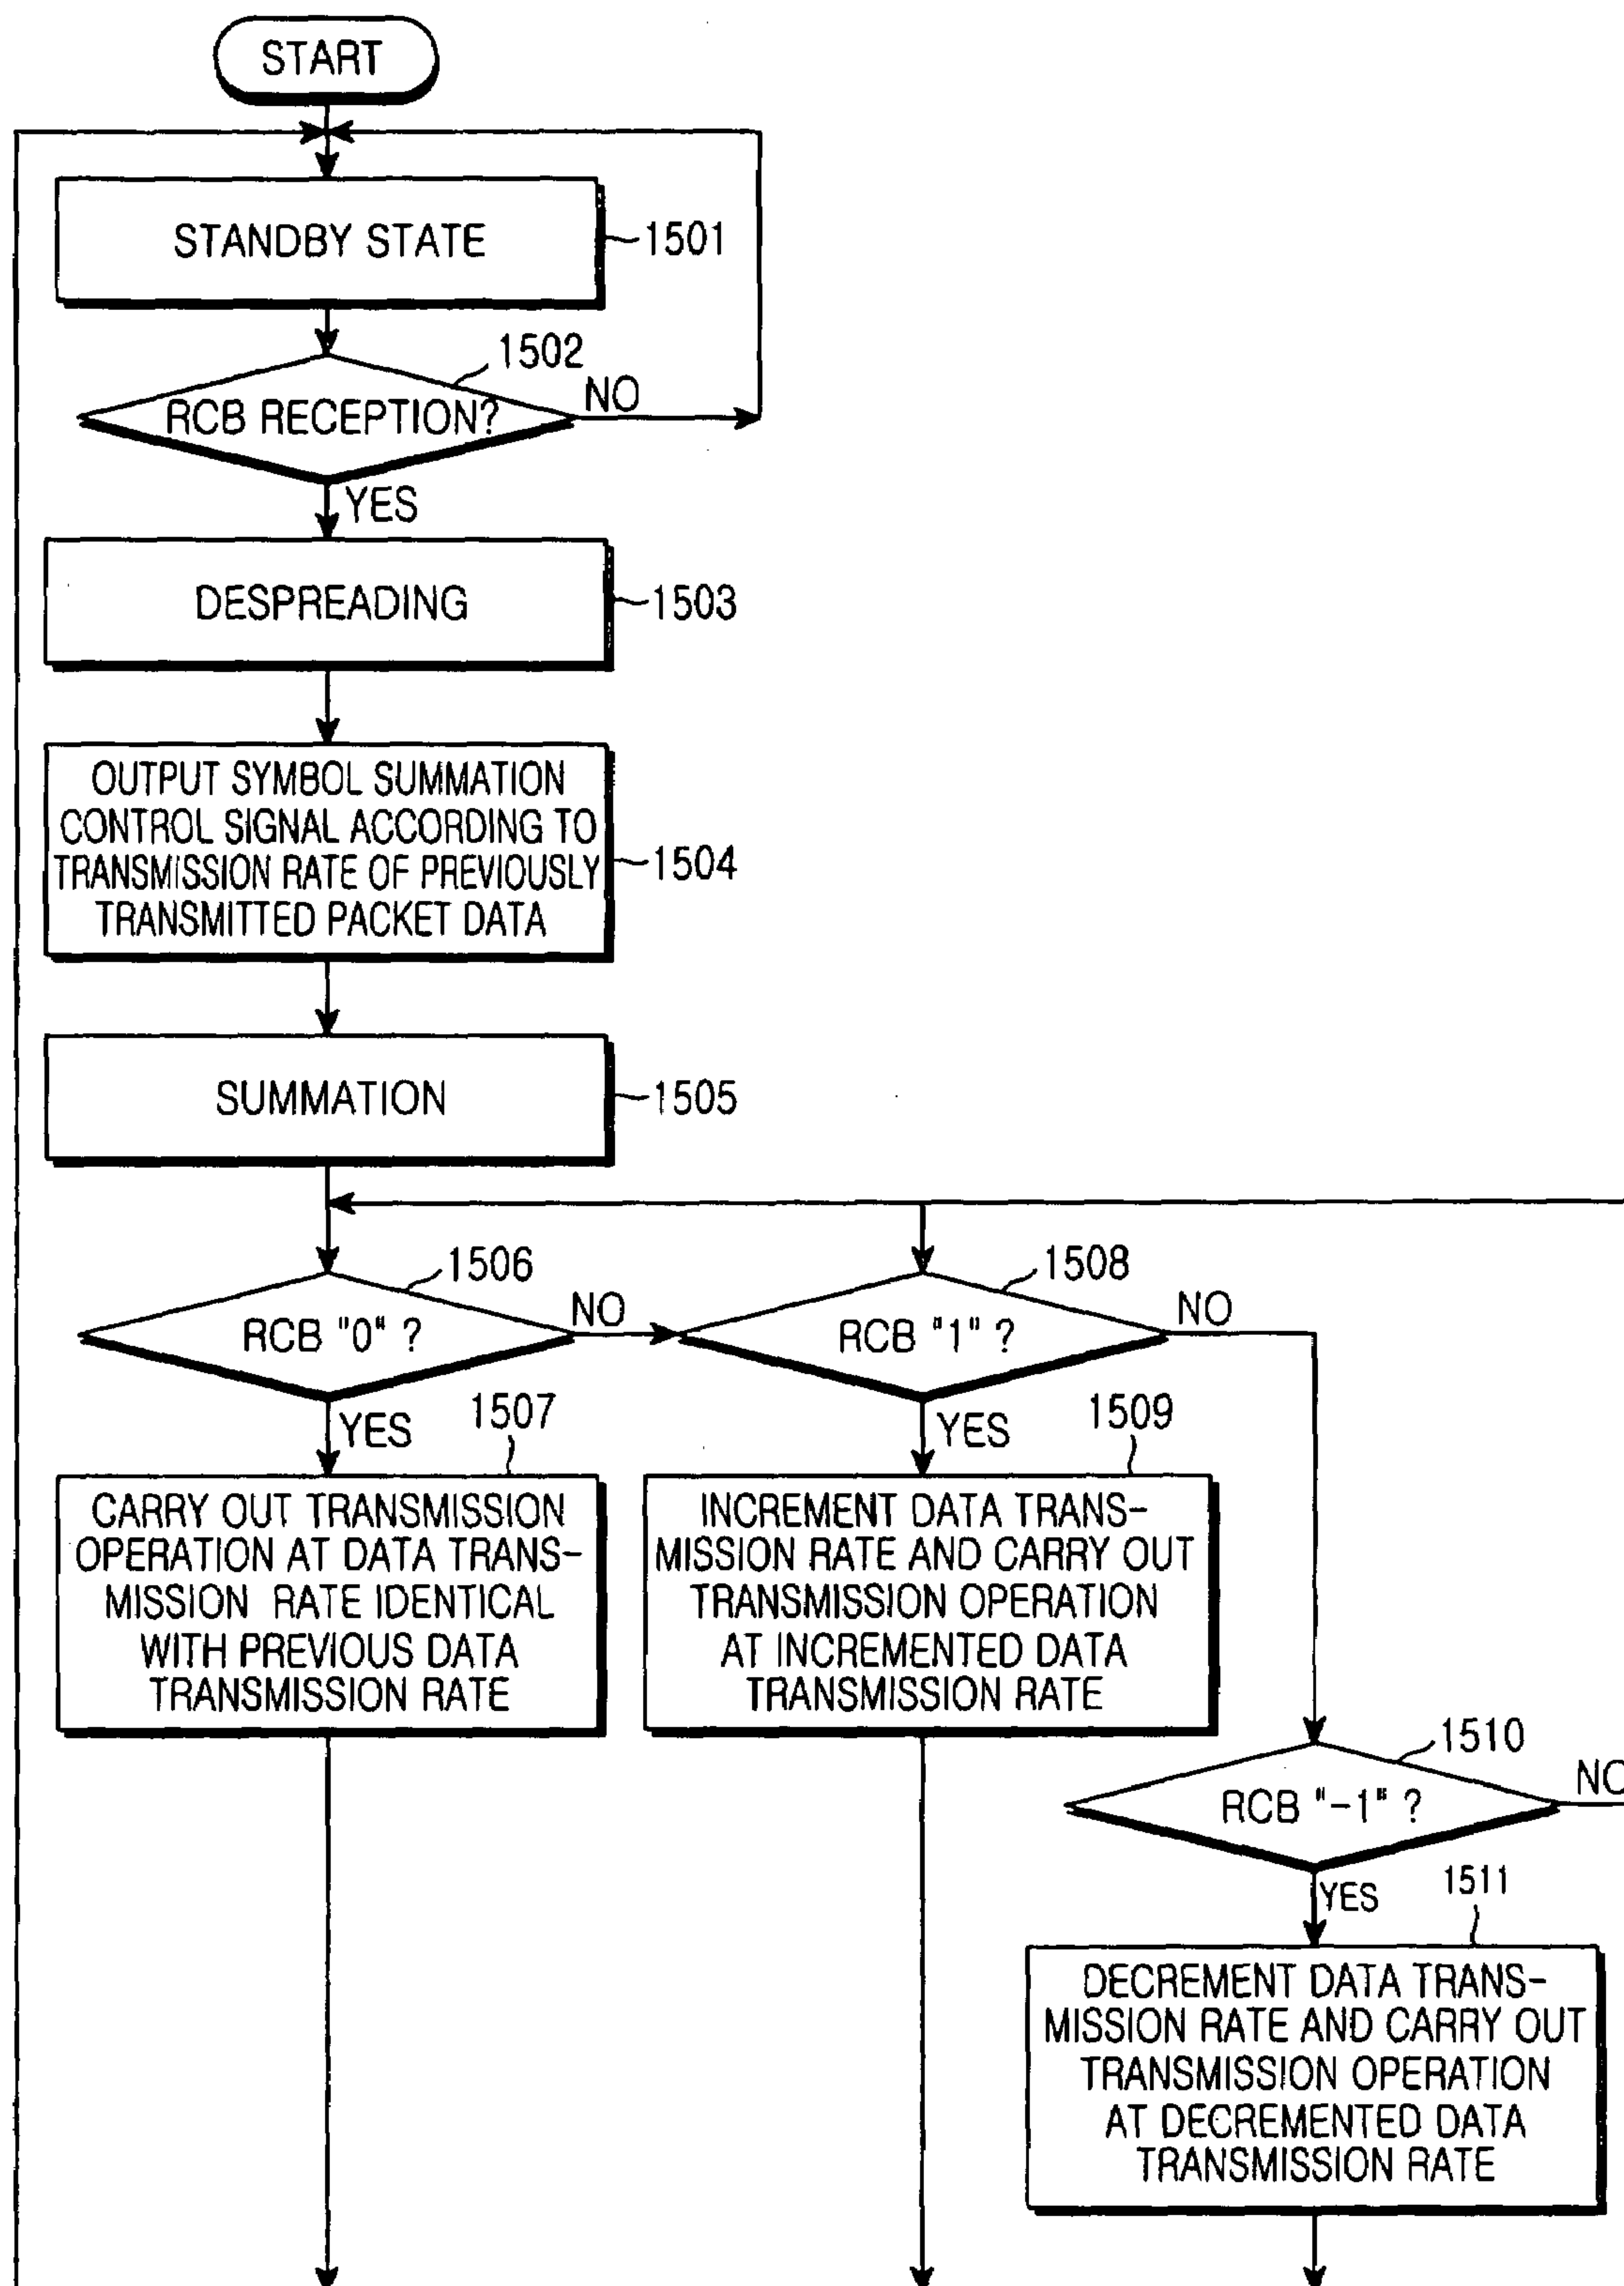 START
STANDBY STATE
1501
1502
RCB RECEPTION?
NO
YES
DESPREADING
1503
OUTPUT SYMBOL SUMMATION
CONTROL SIGNAL ACCORDING TO
TRANSMISSION RATE OF PREVIOUSLY
TRANSMITTED PACKET DATA
1504
SUMMATION
1505
1506
RCB "0" ?
NO
YES
1508
RCB "1" ?
NO
YES
1507
CARRY OUT TRANSMISSION
OPERATION AT DATA TRANS-
MISSION RATE IDENTICAL
WITH PREVIOUS DATA
TRANSMISSION RATE
1509
INCREMENT DATA TRANS-
MISSION RATE AND CARRY OUT
TRANSMISSION OPERATION
AT INCREMENTED DATA
TRANSMISSION RATE
1510
RCB "-1" ?
NO
YES
1511
DECREMENT DATA TRANS-
MISSION RATE AND CARRY OUT
TRANSMISSION OPERATION
AT DECREMENTED DATA
TRANSMISSION RATE